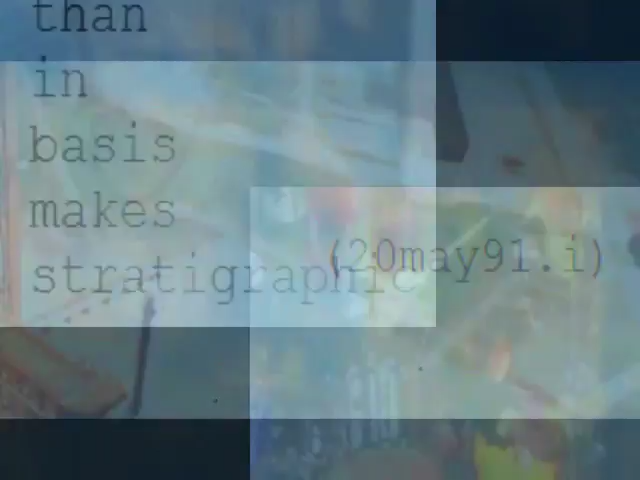 than
in
basis
makes
stratigraphic
(20may91.i)